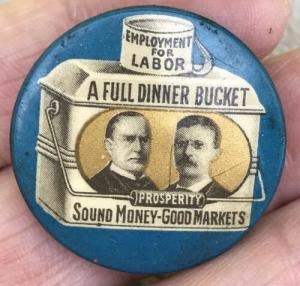 EMPLOYMENT
FOR
LABOR
A FULL DINNER BUCKET
PROSPERITY
SOUND MONEY-GOOD MARKETS